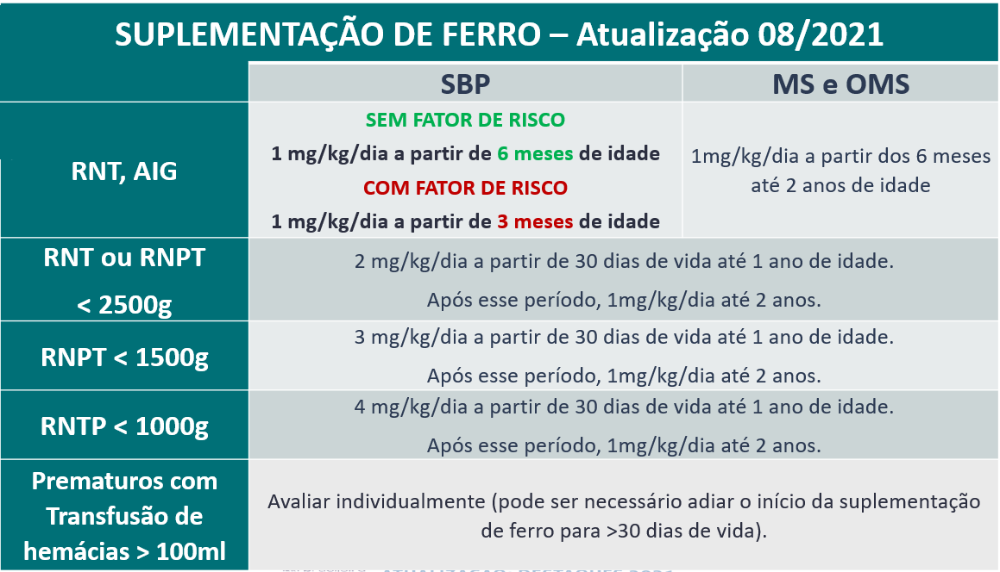 SUPLEMENTAÇÃO DE FERRO – Atualização 08/2021
SBP
MS e OMS
RNT, AIG
SEM FATOR DE RISCO
1 mg/kg/dia a partir de 6 meses de idade
COM FATOR DE RISCO
1 mg/kg/dia a partir de 3 meses de idade
1mg/kg/dia a partir dos 6 meses
até 2 anos de idade
RNT ou RNPT
< 2500g
2 mg/kg/dia a partir de 30 dias de vida até 1 ano de idade.
Após esse período, 1mg/kg/dia até 2 anos.
RNPT < 1500g
3 mg/kg/dia a partir de 30 dias de vida até 1 ano de idade.
Após esse período, 1mg/kg/dia até 2 anos.
RNTP < 1000g
4 mg/kg/dia a partir de 30 dias de vida até 1 ano de idade.
Após esse período, 1mg/kg/dia até 2 anos.
Prematuros com
Transfusão de
hemácias > 100ml
Avaliar individualmente (pode ser necessário adiar o início da suplementação
de ferro para >30 dias de vida).